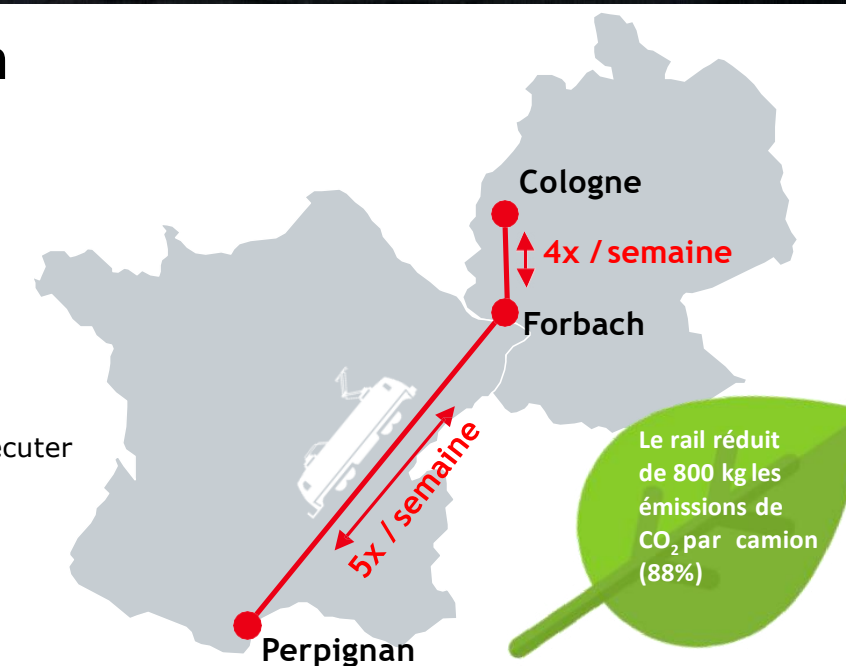 n
Cologne
4x / semaine
Forbach
écuter
5x / semaine
Le rail réduit
de 800 kg les
émissions de
CO₂ par camion
(88%)
Perpignan